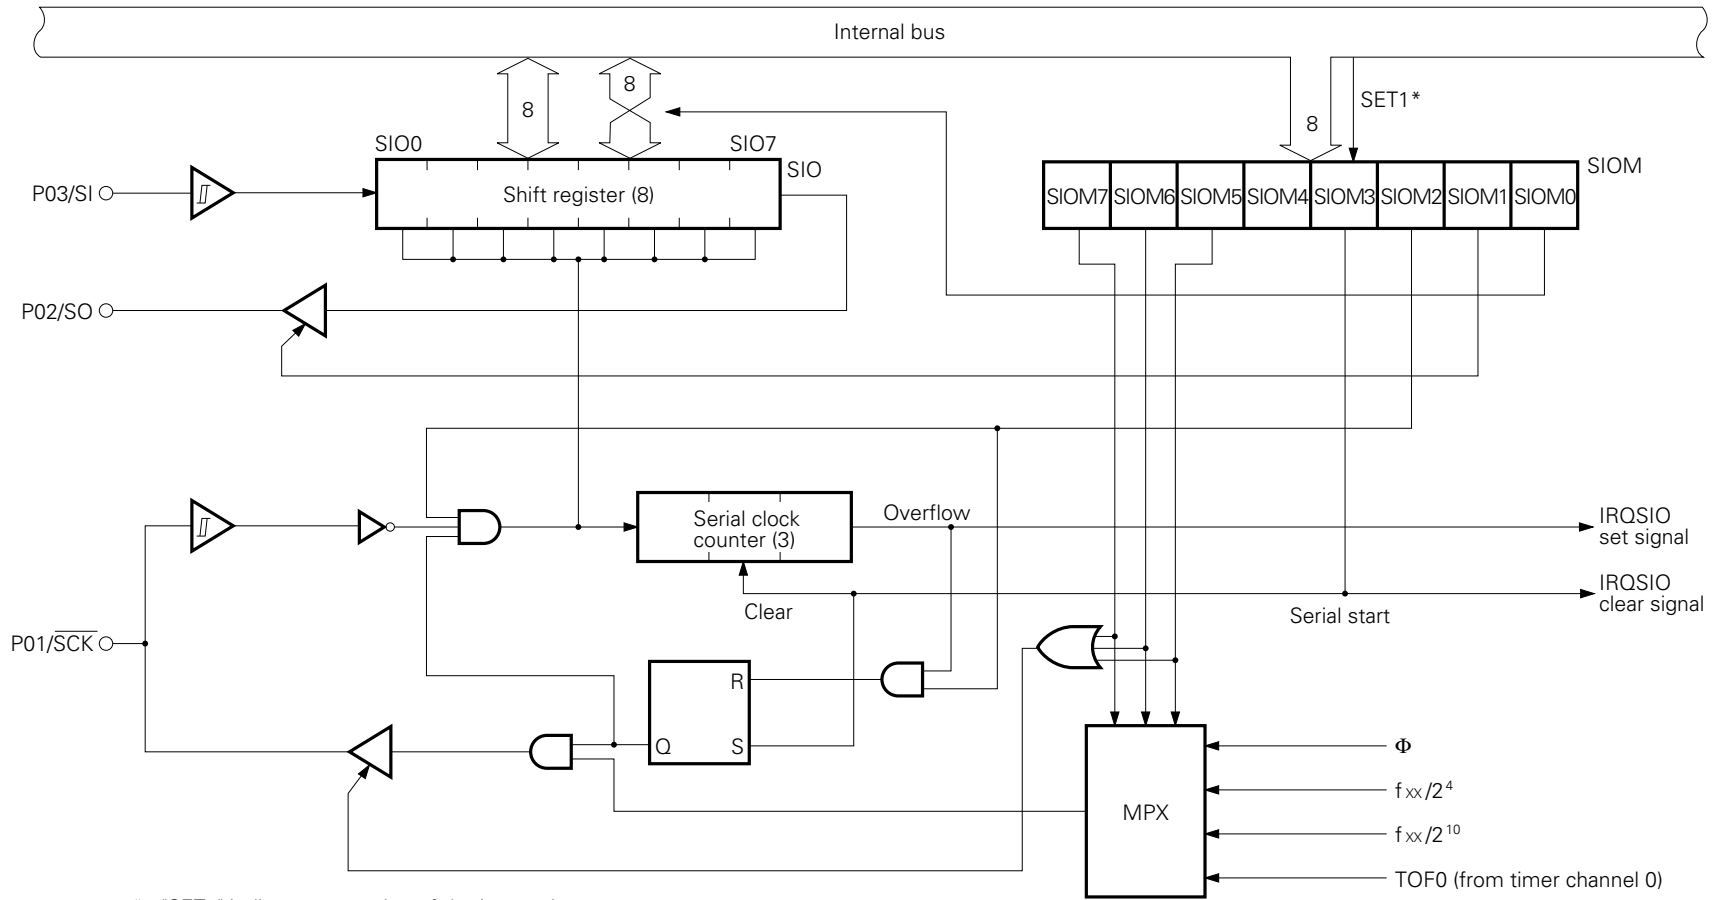 Internal bus
8
8
SET1*
8
SIO0
SIO7
SIO
SIOM
P03/SI
Shift register (8)
SIOM7 SIOM6 SIOM5 SIOM4 SIOM3 SIOM2 SIOM1 SIOM0
P02/SO
Serial clock
counter (3)
Overflow
IRQSIO
set signal
Clear
Serial start
IRQSIO
clear signal
P01/S̅C̅K̅
R
Q
S
MPX
Φ
fxx/2⁴
fxx/2¹⁰
TOF0 (from timer channel 0)